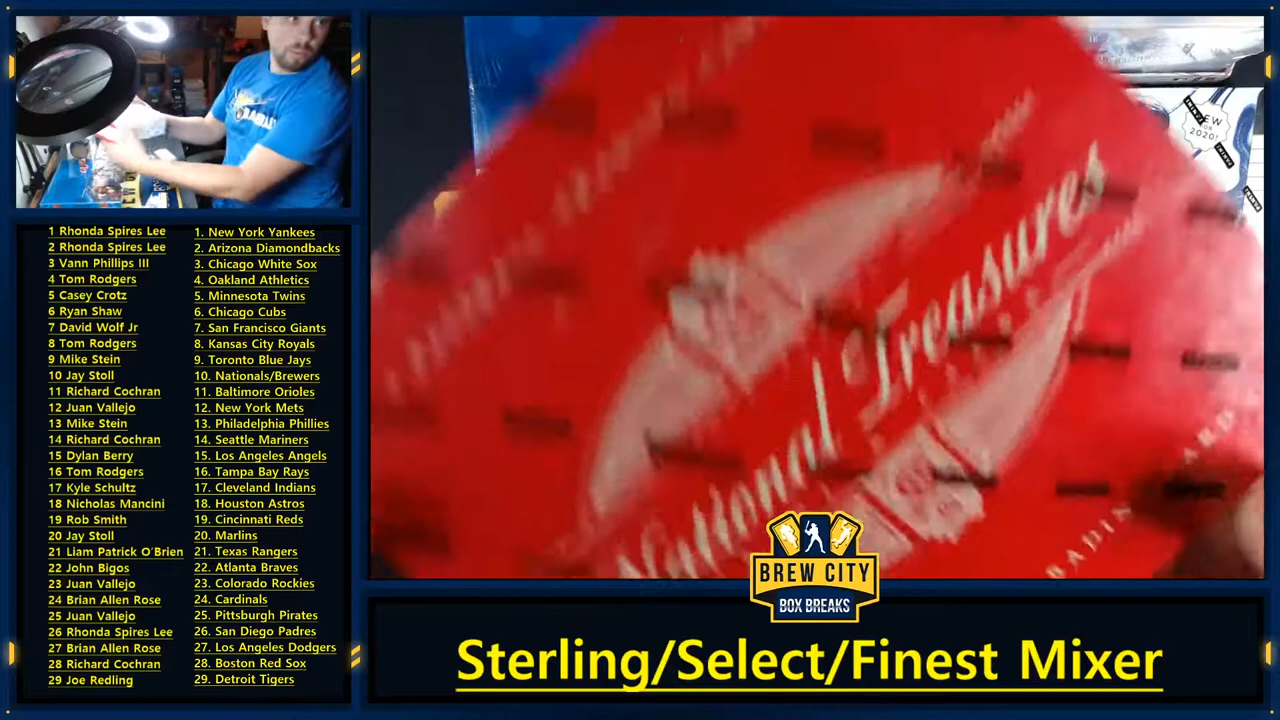 1 Rhonda Spires Lee
2 Rhonda Spires Lee
3 Vann Phillips III
4 Tom Rodgers
5 Casey Crotz
6 Ryan Shaw
7 David Wolf Jr
8 Tom Rodgers
9 Mike Stein
10 Jay Stoll
11 Richard Cochran
12 Juan Vallejo
13 Mike Stein
14 Richard Cochran
15 Dylan Berry
16 Tom Rodgers
17 Kyle Schultz
18 Nicholas Mancini
19 Rob Smith
20 Jay Stoll
21 Liam Patrick O'Brien
22 John Bigos
23 Juan Vallejo
24 Brian Allen Rose
25 Juan Vallejo
26 Rhonda Spires Lee
27 Brian Allen Rose
28 Richard Cochran
29 Joe Redling
1. New York Yankees
2. Arizona Diamondbacks
3. Chicago White Sox
4. Oakland Athletics
5. Minnesota Twins
6. Chicago Cubs
7. San Francisco Giants
8. Kansas City Royals
9. Toronto Blue Jays
10. Nationals/Brewers
11. Baltimore Orioles
12. New York Mets
13. Philadelphia Phillies
14. Seattle Mariners
15. Los Angeles Angels
16. Tampa Bay Rays
17. Cleveland Indians
18. Houston Astros
19. Cincinnati Reds
20. Marlins
21. Texas Rangers
22. Atlanta Braves
23. Colorado Rockies
24. Cardinals
25. Pittsburgh Pirates
26. San Diego Padres
27. Los Angeles Dodgers
28. Boston Red Sox
29. Detroit Tigers
National Treasures
NEW
FOR
2020!
PANINI
BREW CITY
BOX BREAKS
Sterling/Select/Finest Mixer